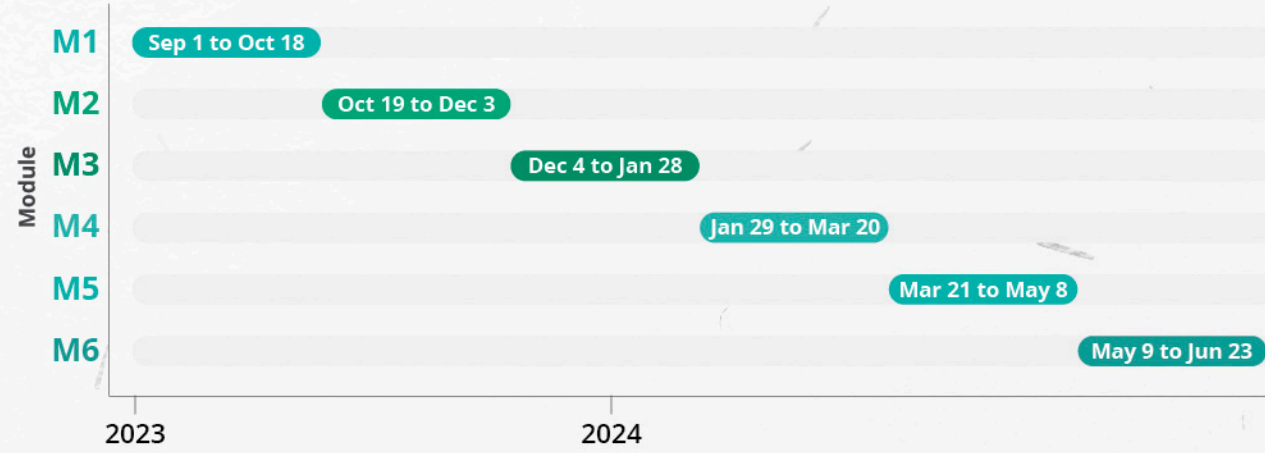 Module
M1 Sep 1 to Oct 18
M2 Oct 19 to Dec 3
M3 Dec 4 to Jan 28
M4 Jan 29 to Mar 20
M5 Mar 21 to May 8
M6 May 9 to Jun 23
2023 2024